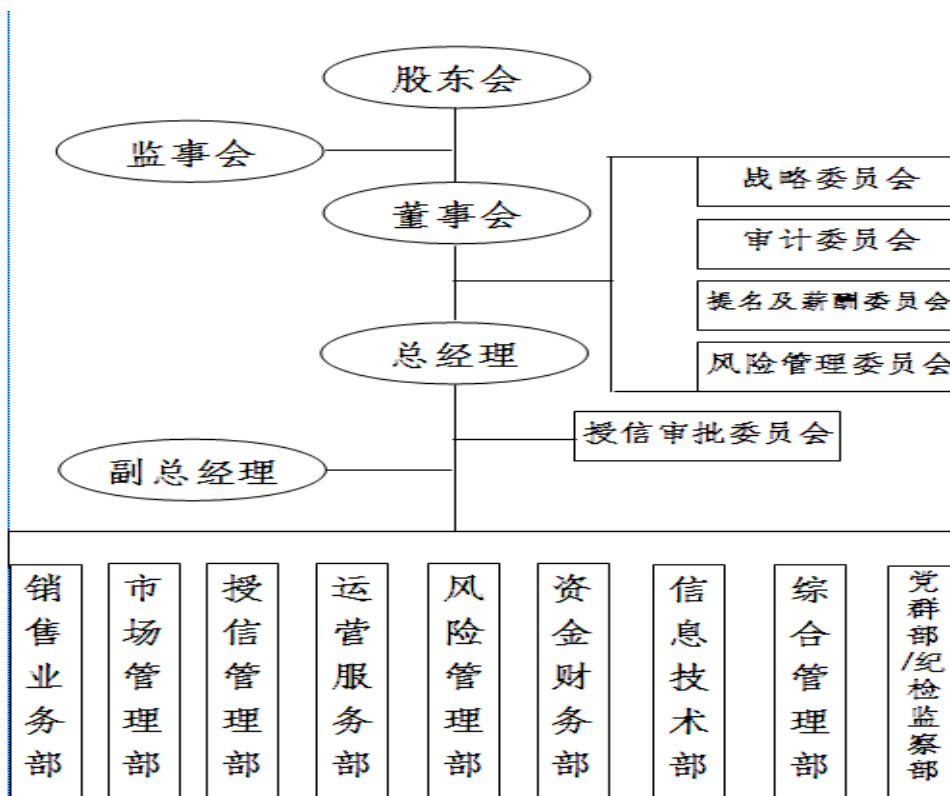 股东会
监事会
董事会
战略委员会
审计委员会
提名及薪酬委员会
风险管理委员会
总经理
授信审批委员会
副总经理
销售业务部
市场管理部
授信管理部
运营服务部
风险管理部
资金财务部
信息技术部
综合管理部
党群部/纪检监察部